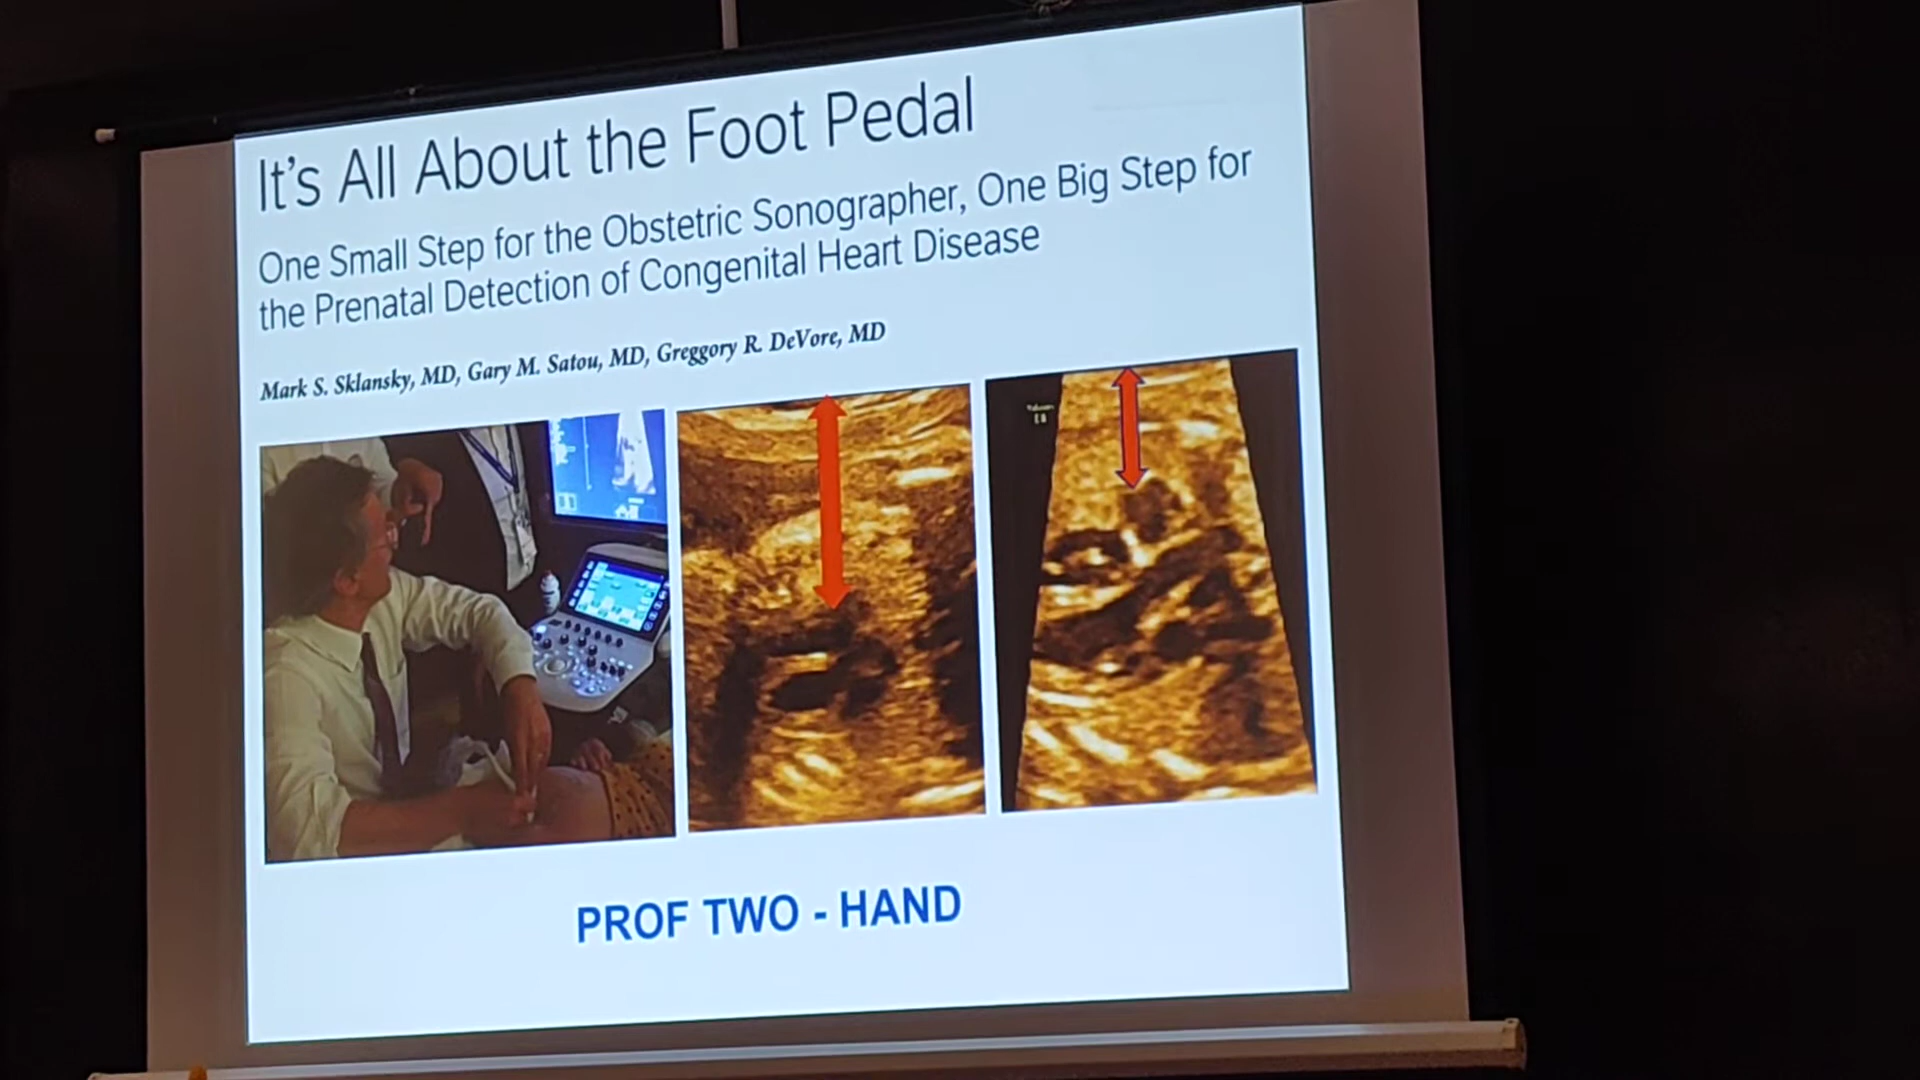 It's All About the Foot Pedal
One Small Step for the Obstetric Sonographer, One Big Step for
the Prenatal Detection of Congenital Heart Disease
Mark S. Sklansky, MD, Gary M. Satou, MD, Greggory R. DeVore, MD
PROF TWO - HAND